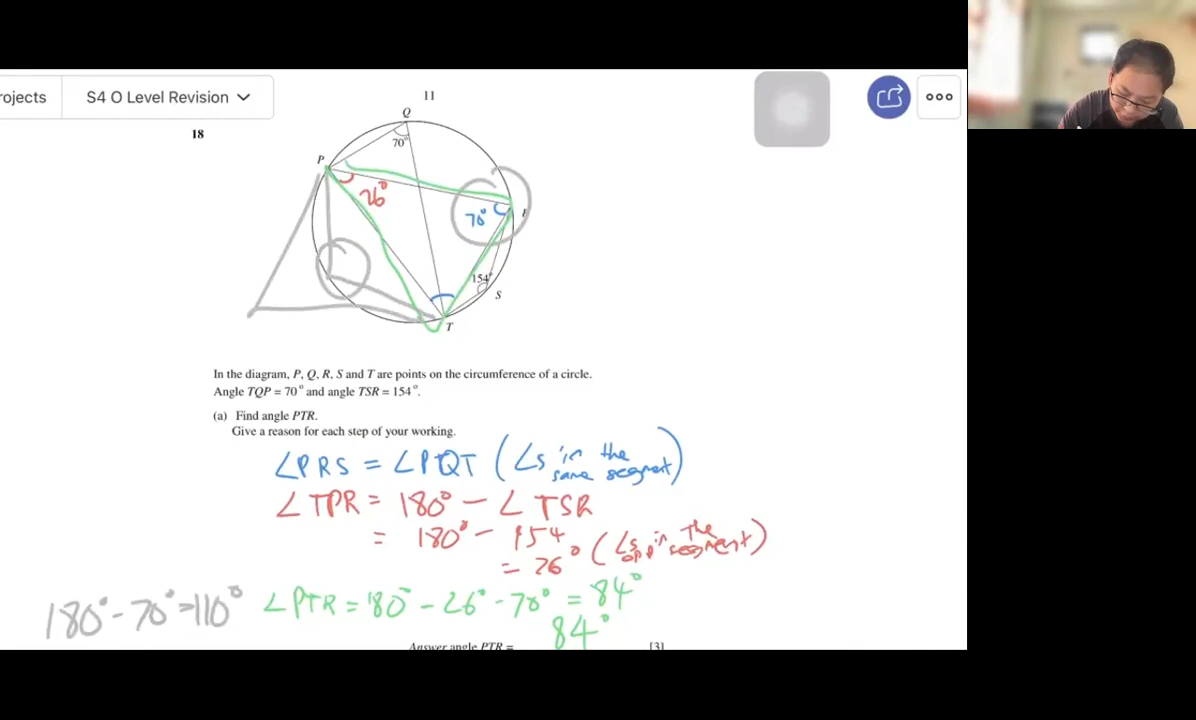 rojects
S4 O Level Revision
11
18
Q
70°
P
26°
70°
154°
S
T
In the diagram, P, Q, R, S and T are points on the circumference of a circle.
Angle TQP = 70° and angle TSR = 154°.
(a) Find angle PTR.
Give a reason for each step of your working.
∠PRS = ∠PQT (∠s in the same segment)
∠TPR = 180° - ∠TSR
= 180° - 154
= 26° (∠s in the opp segment)
180° - 70° = 110°
∠PTR = 180° - 26° - 70° = 84°
84°
Answer angle PTR =
[3]